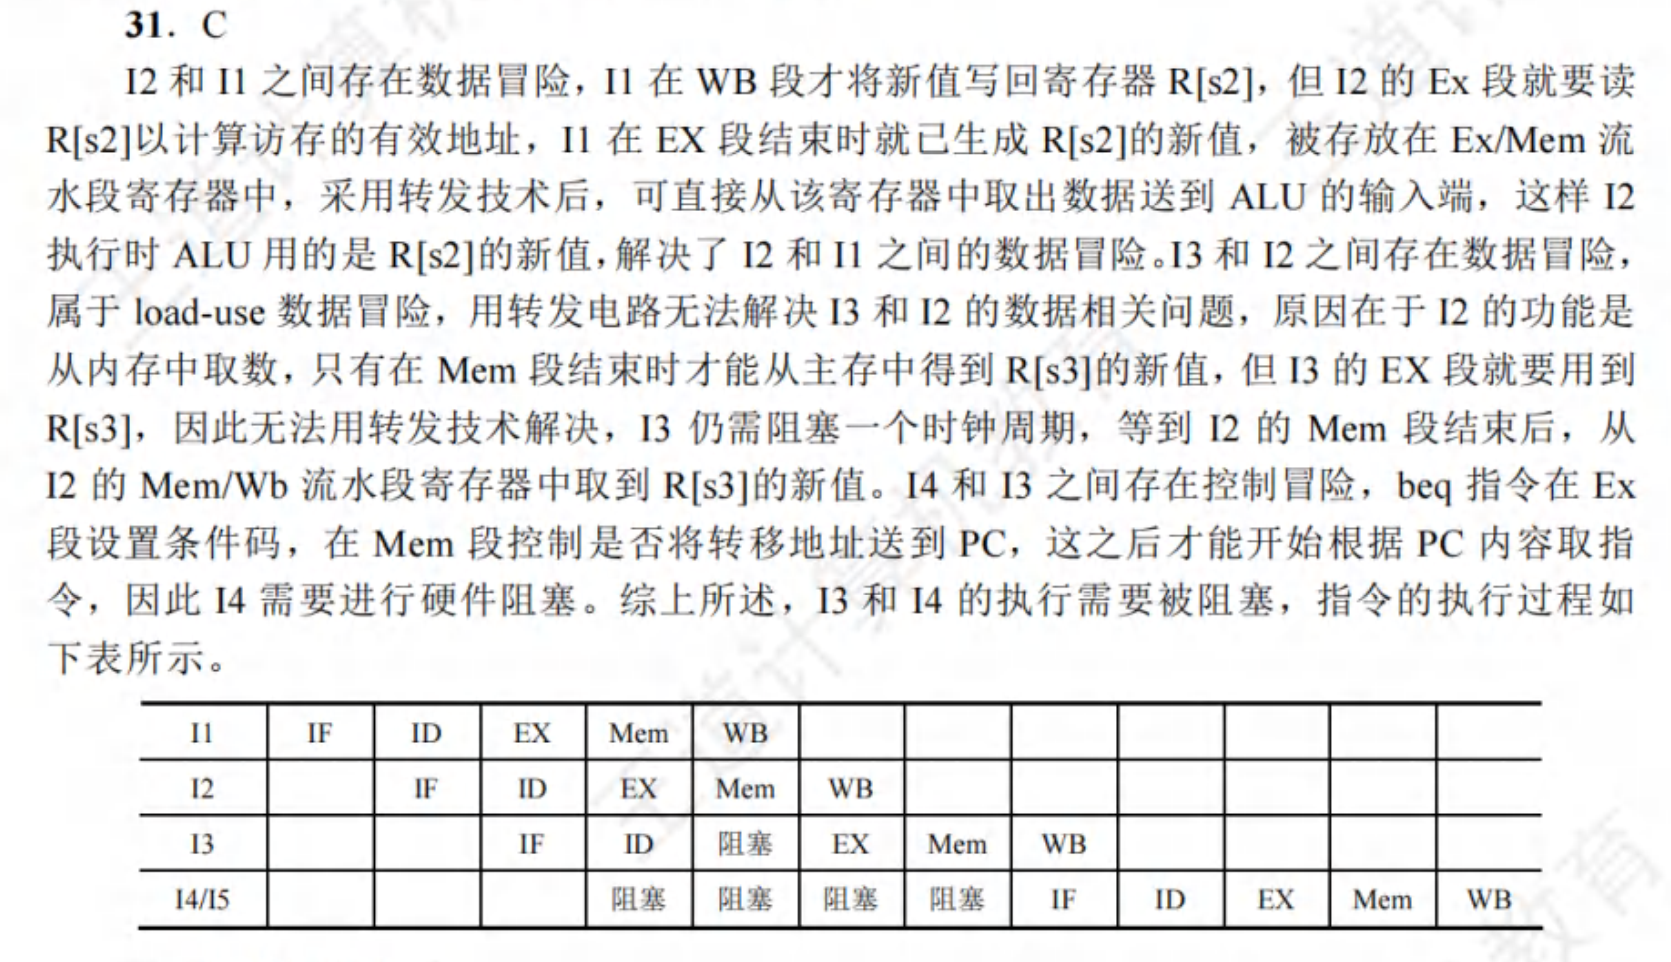 31. C
I2 和 I1 之间存在数据冒险，I1 在 WB 段才将新值写回寄存器 R[s2]，但 I2 的 Ex 段就要读
R[s2]以计算访存的有效地址，I1 在 EX 段结束时就已生成 R[s2]的新值，被存放在 Ex/Mem 流
水段寄存器中，采用转发技术后，可直接从该寄存器中取出数据送到 ALU 的输入端，这样 I2
执行时 ALU 用的是 R[s2]的新值，解决了 I2 和 I1 之间的数据冒险。I3 和 I2 之间存在数据冒险，
属于 load-use 数据冒险，用转发电路无法解决 I3 和 I2 的数据相关问题，原因在于 I2 的功能是
从内存中取数，只有在 Mem 段结束时才能从主存中得到 R[s3]的新值，但 I3 的 EX 段就要用到
R[s3]，因此无法用转发技术解决，I3 仍需阻塞一个时钟周期，等到 I2 的 Mem 段结束后，从
I2 的 Mem/Wb 流水段寄存器中取到 R[s3]的新值。I4 和 I3 之间存在控制冒险，beq 指令在 Ex
段设置条件码，在 Mem 段控制是否将转移地址送到 PC，这之后才能开始根据 PC 内容取指
令，因此 I4 需要进行硬件阻塞。综上所述，I3 和 I4 的执行需要被阻塞，指令的执行过程如
下表所示。
I1 IF ID EX Mem WB
I2 IF ID EX Mem WB
I3 IF ID 阻塞 EX Mem WB
I4/I5 阻塞 阻塞 阻塞 阻塞 IF ID EX Mem WB
王道计算机教育